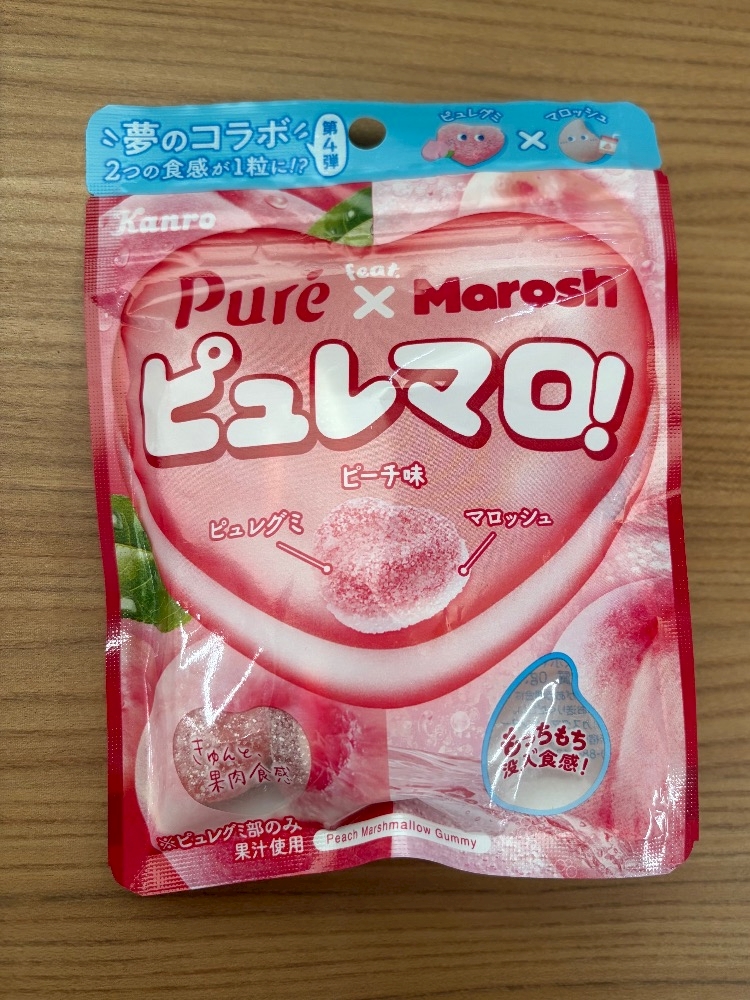 夢のコラボ
2つの食感が1粒に!?
第4弾
ピュレグミ
×
マロッシュ
Kanro
Puré feat. × Marosh
ピュレマロ!
ピーチ味
ピュレグミ
マロッシュ
きゅんと
果肉食感
もっちもち
没入食感!
※ピュレグミ部のみ
果汁使用
Peach Marshmallow Gummy